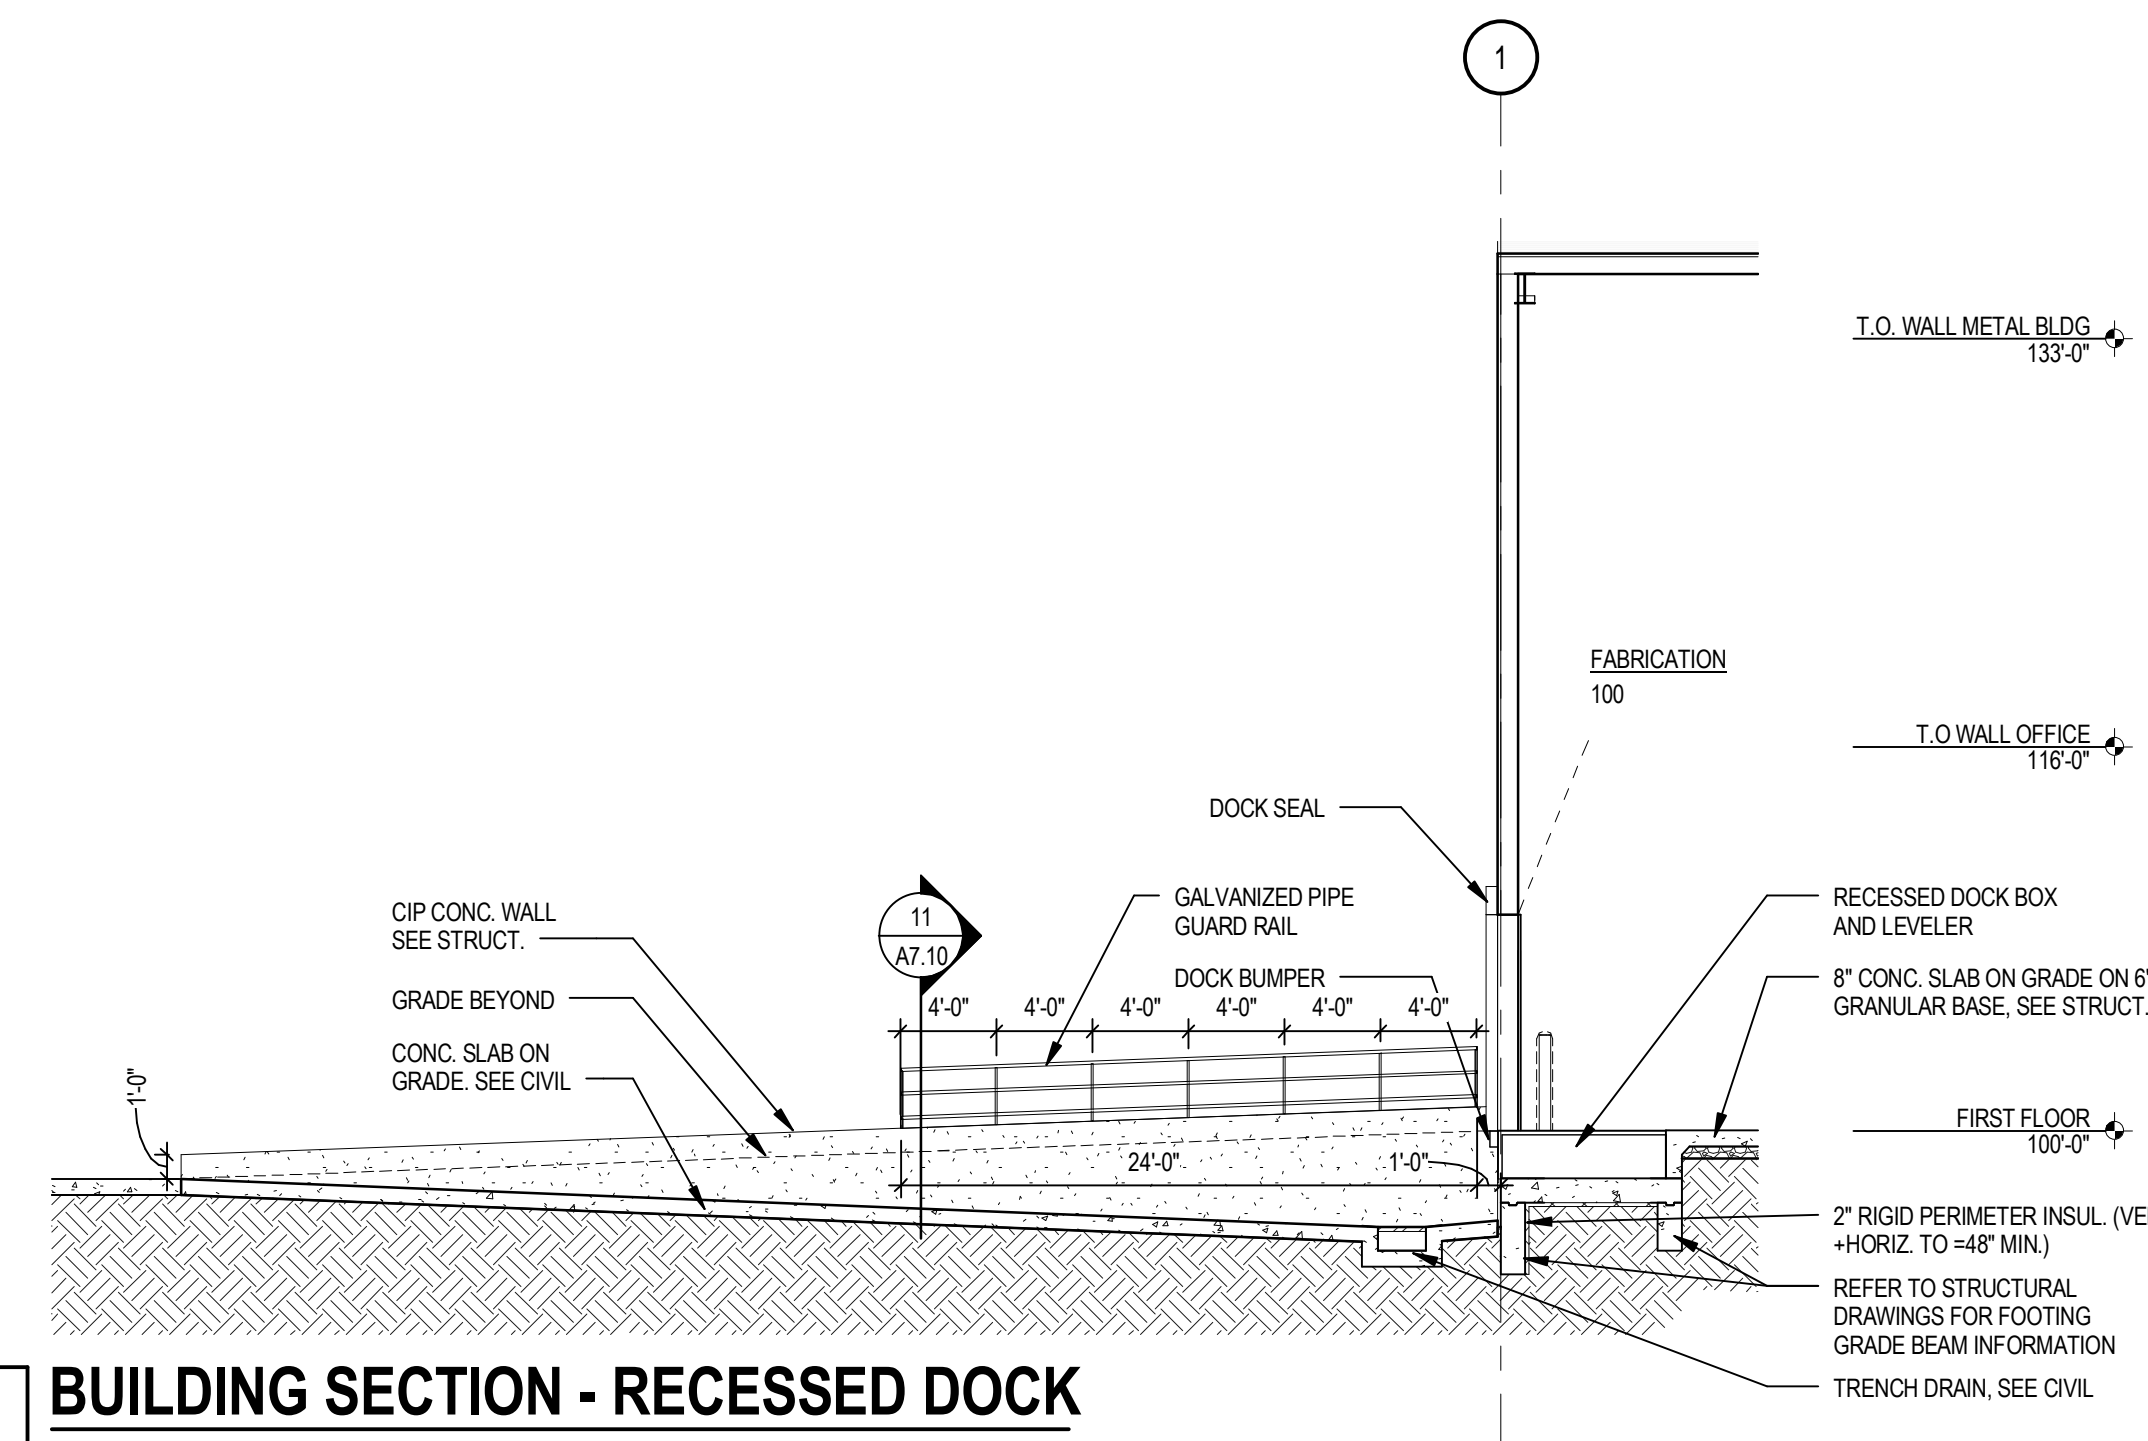 1
T.O. WALL METAL BLDG
133'-0"
FABRICATION
100
T.O WALL OFFICE
116'-0"
DOCK SEAL
CIP CONC. WALL
SEE STRUCT.
11
A7.10
GALVANIZED PIPE
GUARD RAIL
RECESSED DOCK BOX
AND LEVELER
GRADE BEYOND
DOCK BUMPER
8" CONC. SLAB ON GRADE ON 6"
GRANULAR BASE, SEE STRUCT.
4'-0" 4'-0" 4'-0" 4'-0" 4'-0" 4'-0"
CONC. SLAB ON
GRADE. SEE CIVIL
1'-0"
FIRST FLOOR
100'-0"
24'-0"
1'-0"
2" RIGID PERIMETER INSUL. (VE
+HORIZ. TO =48" MIN.)
REFER TO STRUCTURAL
DRAWINGS FOR FOOTING
GRADE BEAM INFORMATION
TRENCH DRAIN, SEE CIVIL
BUILDING SECTION - RECESSED DOCK